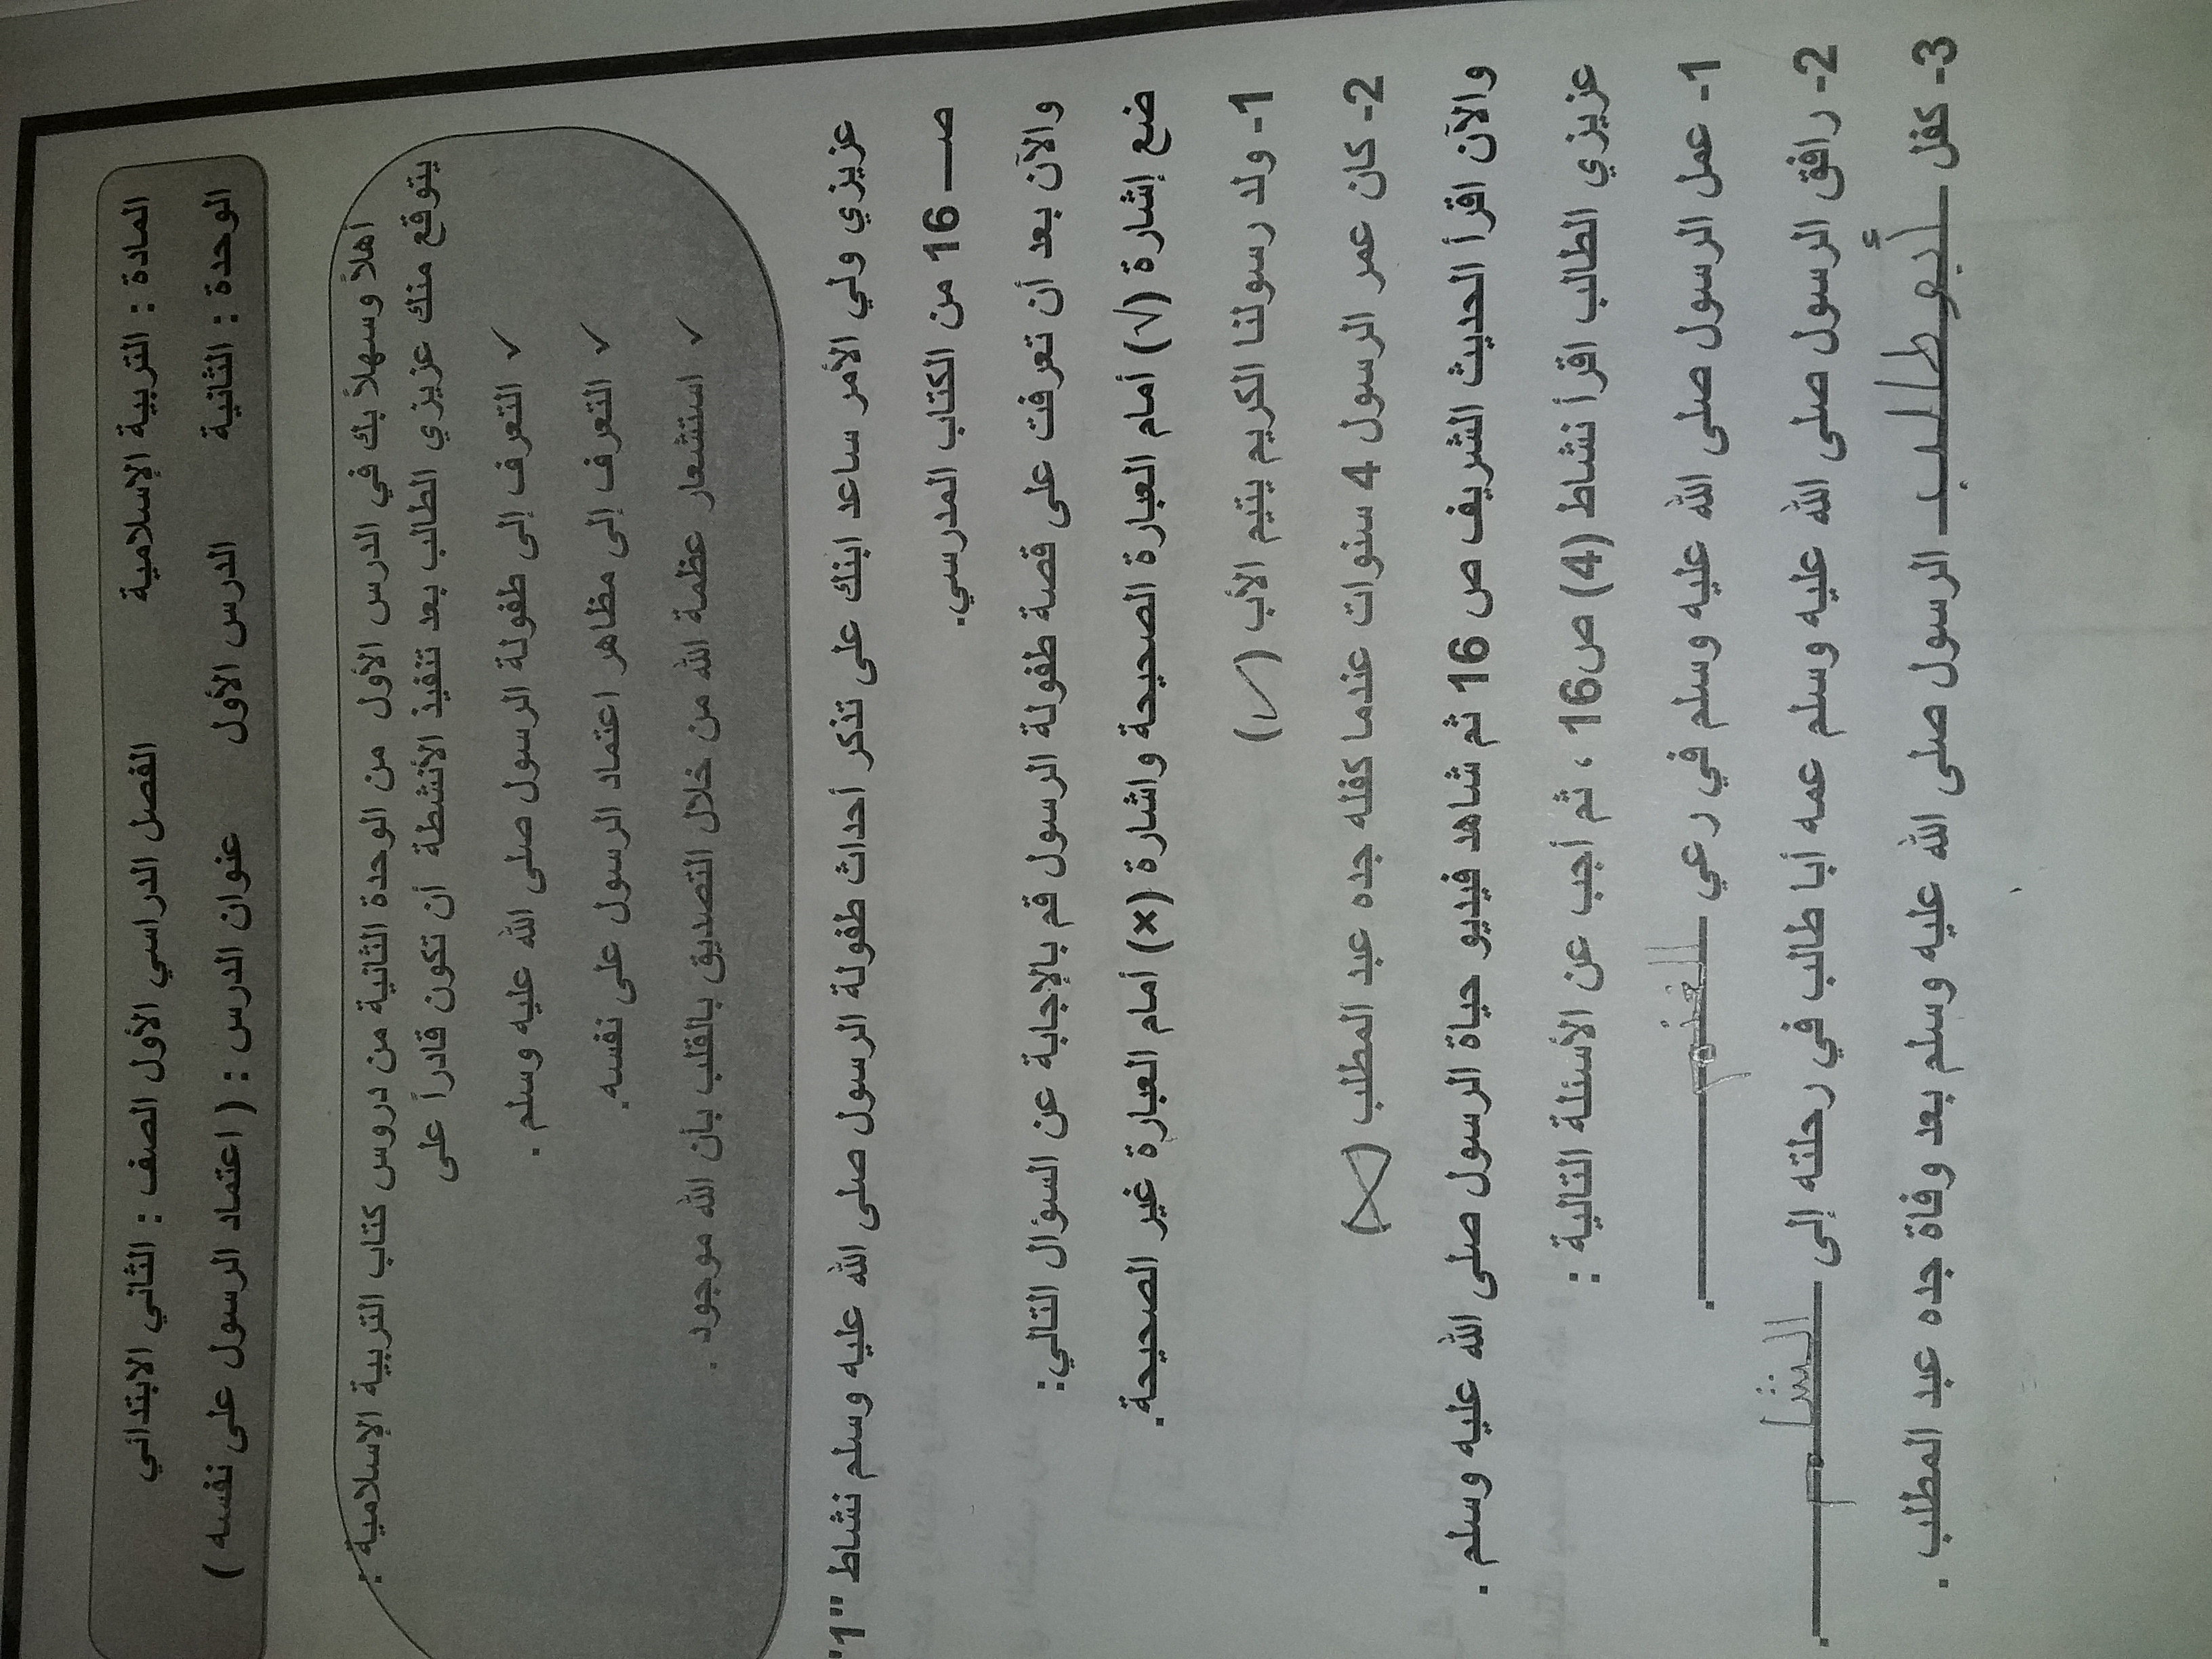 المادة : التربية الإسلامية الفصل الدراسي الأول الصف : الثاني الابتدائي
الوحدة : الثانية الدرس الأول عنوان الدرس : ( اعتماد الرسول على نفسه )
أهلاً وسهلاً بك في الدرس الأول من الوحدة الثانية من دروس كتاب التربية الإسلامية :
يتوقع منك عزيزي الطالب بعد تنفيذ الأنشطة أن تكون قادراً على
✓ التعرف إلى طفولة الرسول صلى الله عليه وسلم .
✓ التعرف إلى مظاهر اعتماد الرسول على نفسه.
✓ استشعار عظمة الله من خلال التصديق بالقلب بأن الله موجود .
عزيزي ولي الأمر ساعد ابنك على تذكر أحداث طفولة الرسول صلى الله عليه وسلم نشاط "1"
صـــ 16 من الكتاب المدرسي.
والآن بعد أن تعرفت على قصة طفولة الرسول قم بالإجابة عن السؤال التالي:
ضع إشارة (√) أمام العبارة الصحيحة واشارة (×) أمام العبارة غير الصحيحة.
1- ولد رسولنا الكريم يتيم الأب (✓)
2- كان عمر الرسول 4 سنوات عندما كفله جده عبد المطلب (×)
والآن اقرأ الحديث الشريف ص 16 ثم شاهد فيديو حياة الرسول صلى الله عليه وسلم .
عزيزي الطالب اقرأ نشاط (4) ص16 ، ثم أجب عن الأسئلة التالية :
1- عمل الرسول صلى الله عليه وسلم في رعي الغنم.
2- رافق الرسول صلى الله عليه وسلم عمه أبا طالب في رحلته إلى الشام.
3- كفل أبو طالب الرسول صلى الله عليه وسلم بعد وفاة جده عبد المطلب .